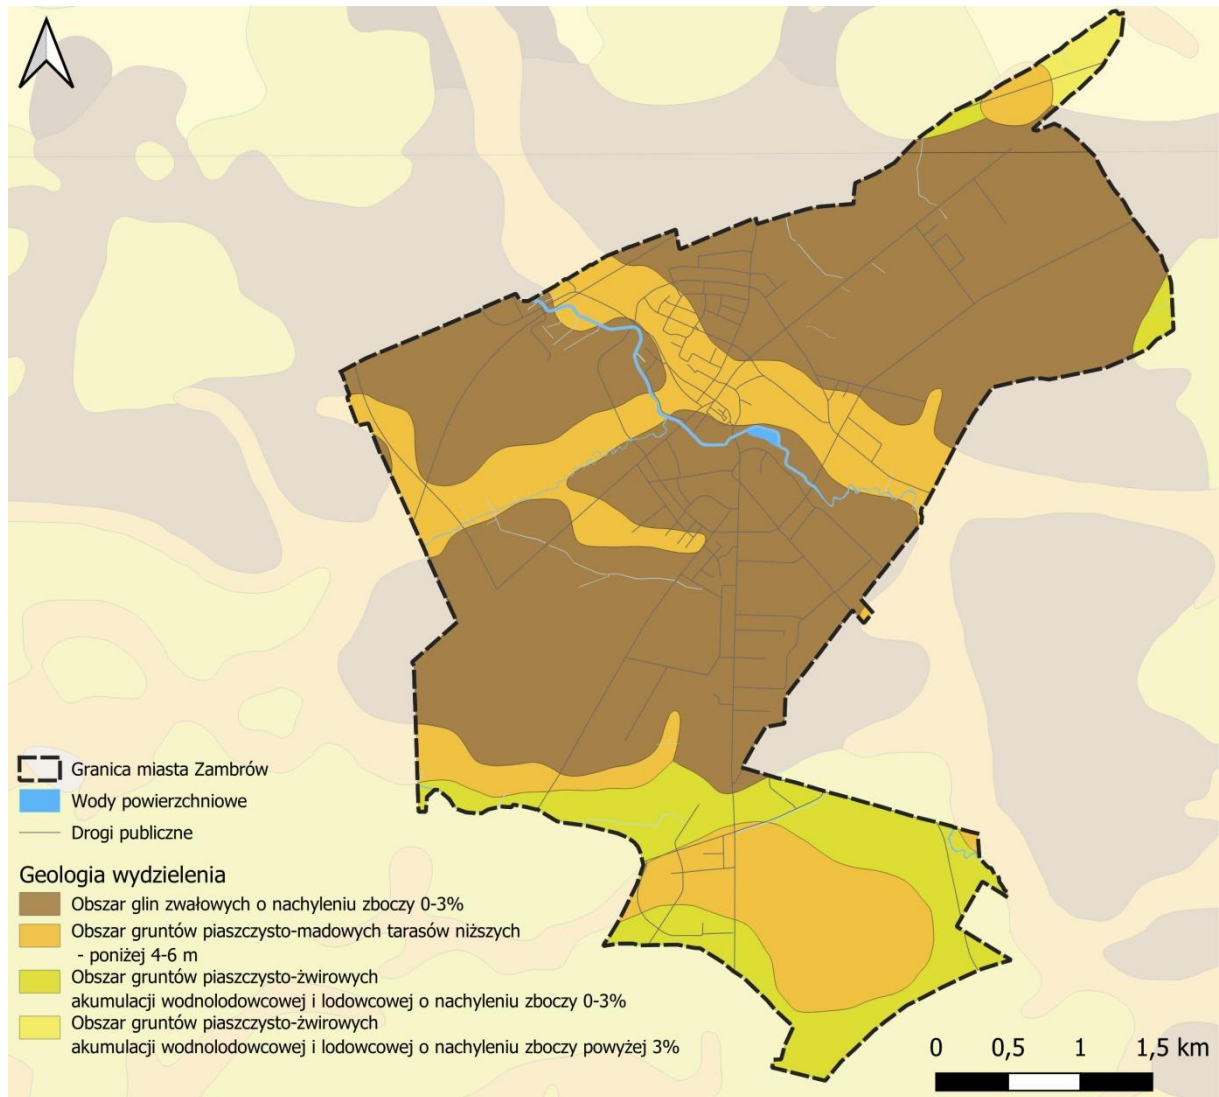 Granica miasta Zambrów
Wody powierzchniowe
Drogi publiczne
Geologia wydzielenia
Obszar glin zwałowych o nachyleniu zboczy 0-3%
Obszar gruntów piaszczysto-madowych tarasów niższych
- poniżej 4-6 m
Obszar gruntów piaszczysto-żwirowych
akumulacji wodnolodowcowej i lodowcowej o nachyleniu zboczy 0-3%
Obszar gruntów piaszczysto-żwirowych
akumulacji wodnolodowcowej i lodowcowej o nachyleniu zboczy powyżej 3%
0 0,5 1 1,5 km